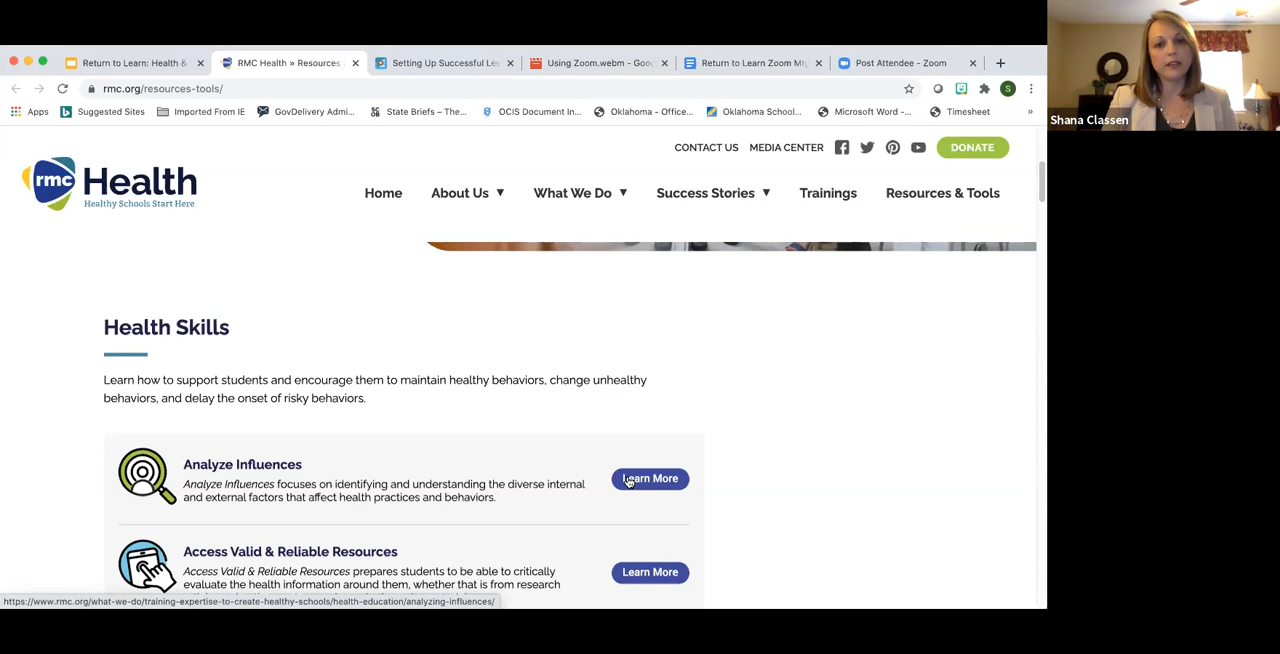 Return to Learn: Health &
RMC Health » Resources
Setting Up Successful Les
Using Zoom.webm - Goo
Return to Learn Zoom Mt
Post Attendee - Zoom
rmc.org/resources-tools/
S
Apps
Suggested Sites
Imported From IE
GovDelivery Admi...
State Briefs – The...
OCIS Document In...
Oklahoma - Office...
Oklahoma School...
Microsoft Word -...
Timesheet
»
Shana Classen
CONTACT US
MEDIA CENTER
DONATE
rmc Health
Healthy Schools Start Here
Home
About Us ▼
What We Do ▼
Success Stories ▼
Trainings
Resources & Tools
Health Skills
Learn how to support students and encourage them to maintain healthy behaviors, change unhealthy
behaviors, and delay the onset of risky behaviors.
Analyze Influences
Analyze Influences focuses on identifying and understanding the diverse internal
and external factors that affect health practices and behaviors.
Learn More
Access Valid & Reliable Resources
Access Valid & Reliable Resources prepares students to be able to critically
evaluate the health information around them, whether that is from research
Learn More
https://www.rmc.org/what-we-do/training-expertise-to-create-healthy-schools/health-education/analyzing-influences/